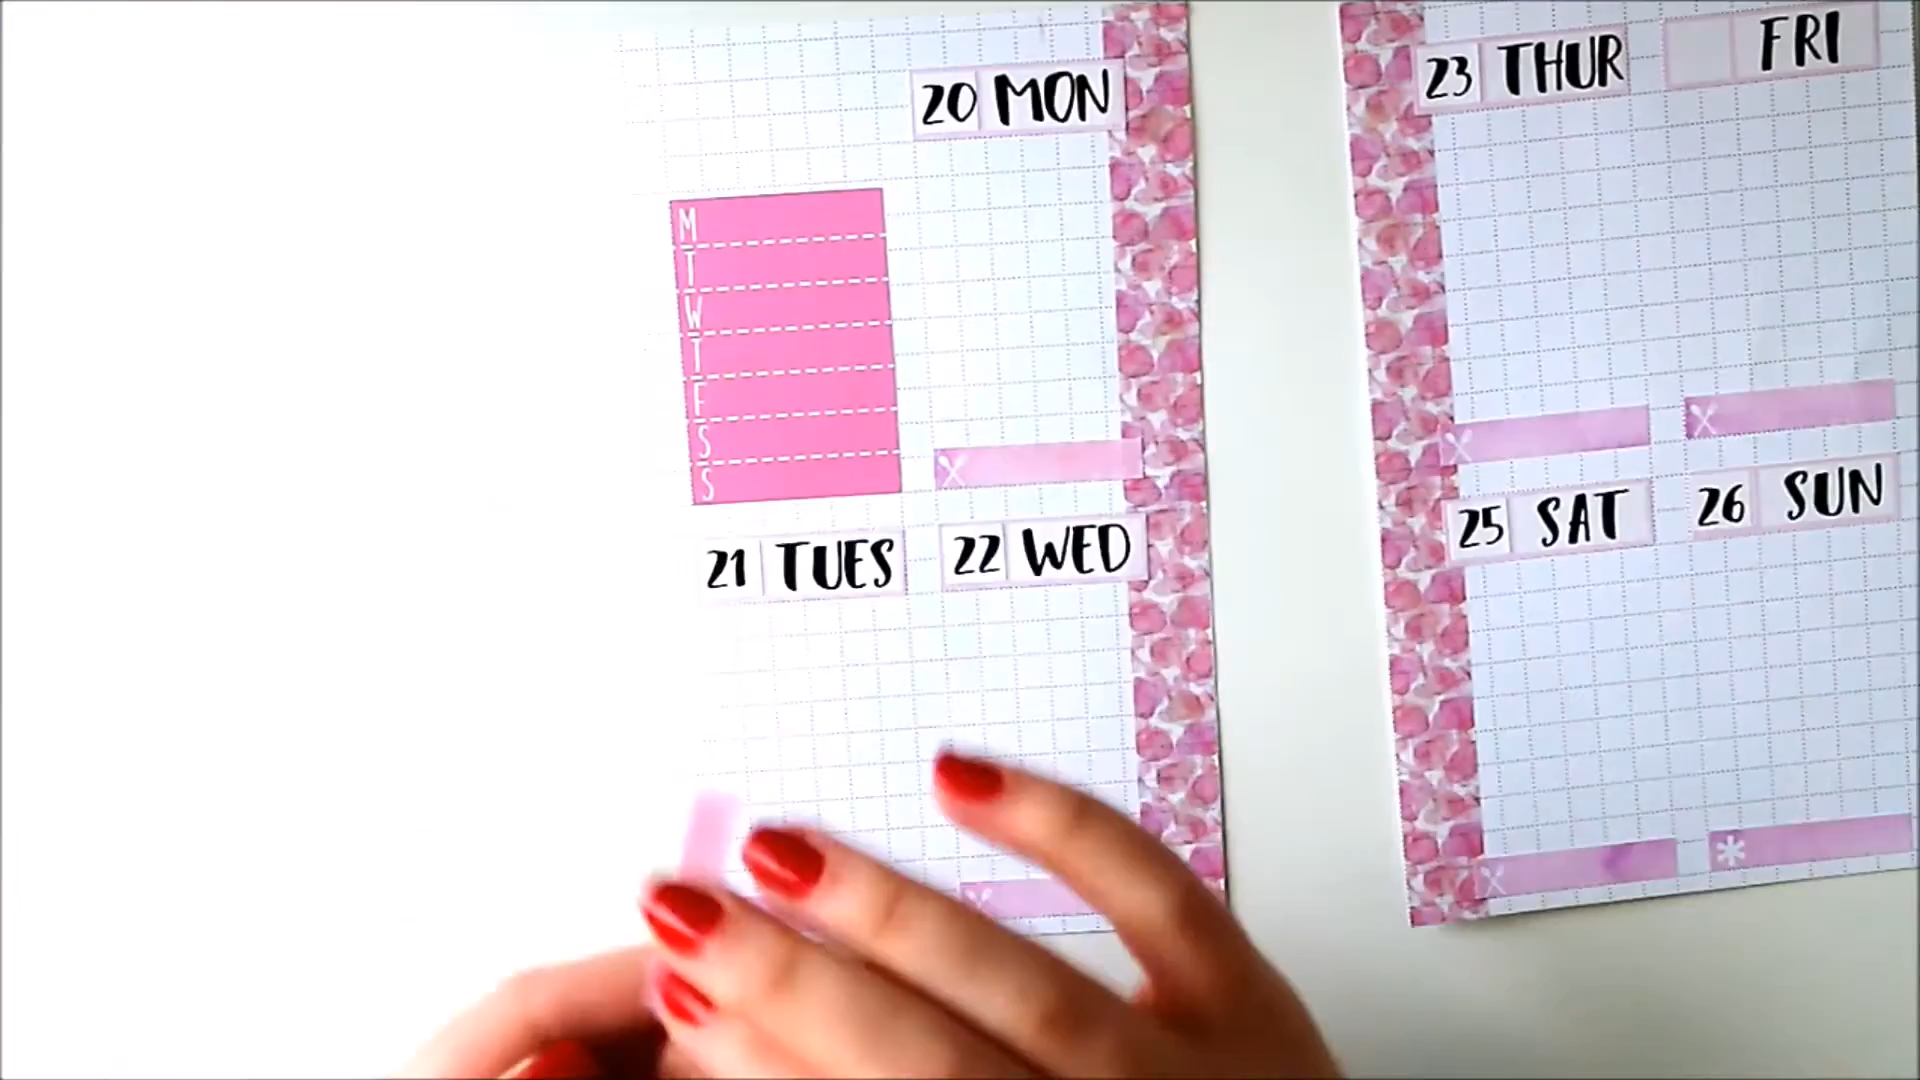 20 MON
M
T
W
T
F
S
S
21 TUES
22 WED
23 THUR
FRI
25 SAT
26 SUN